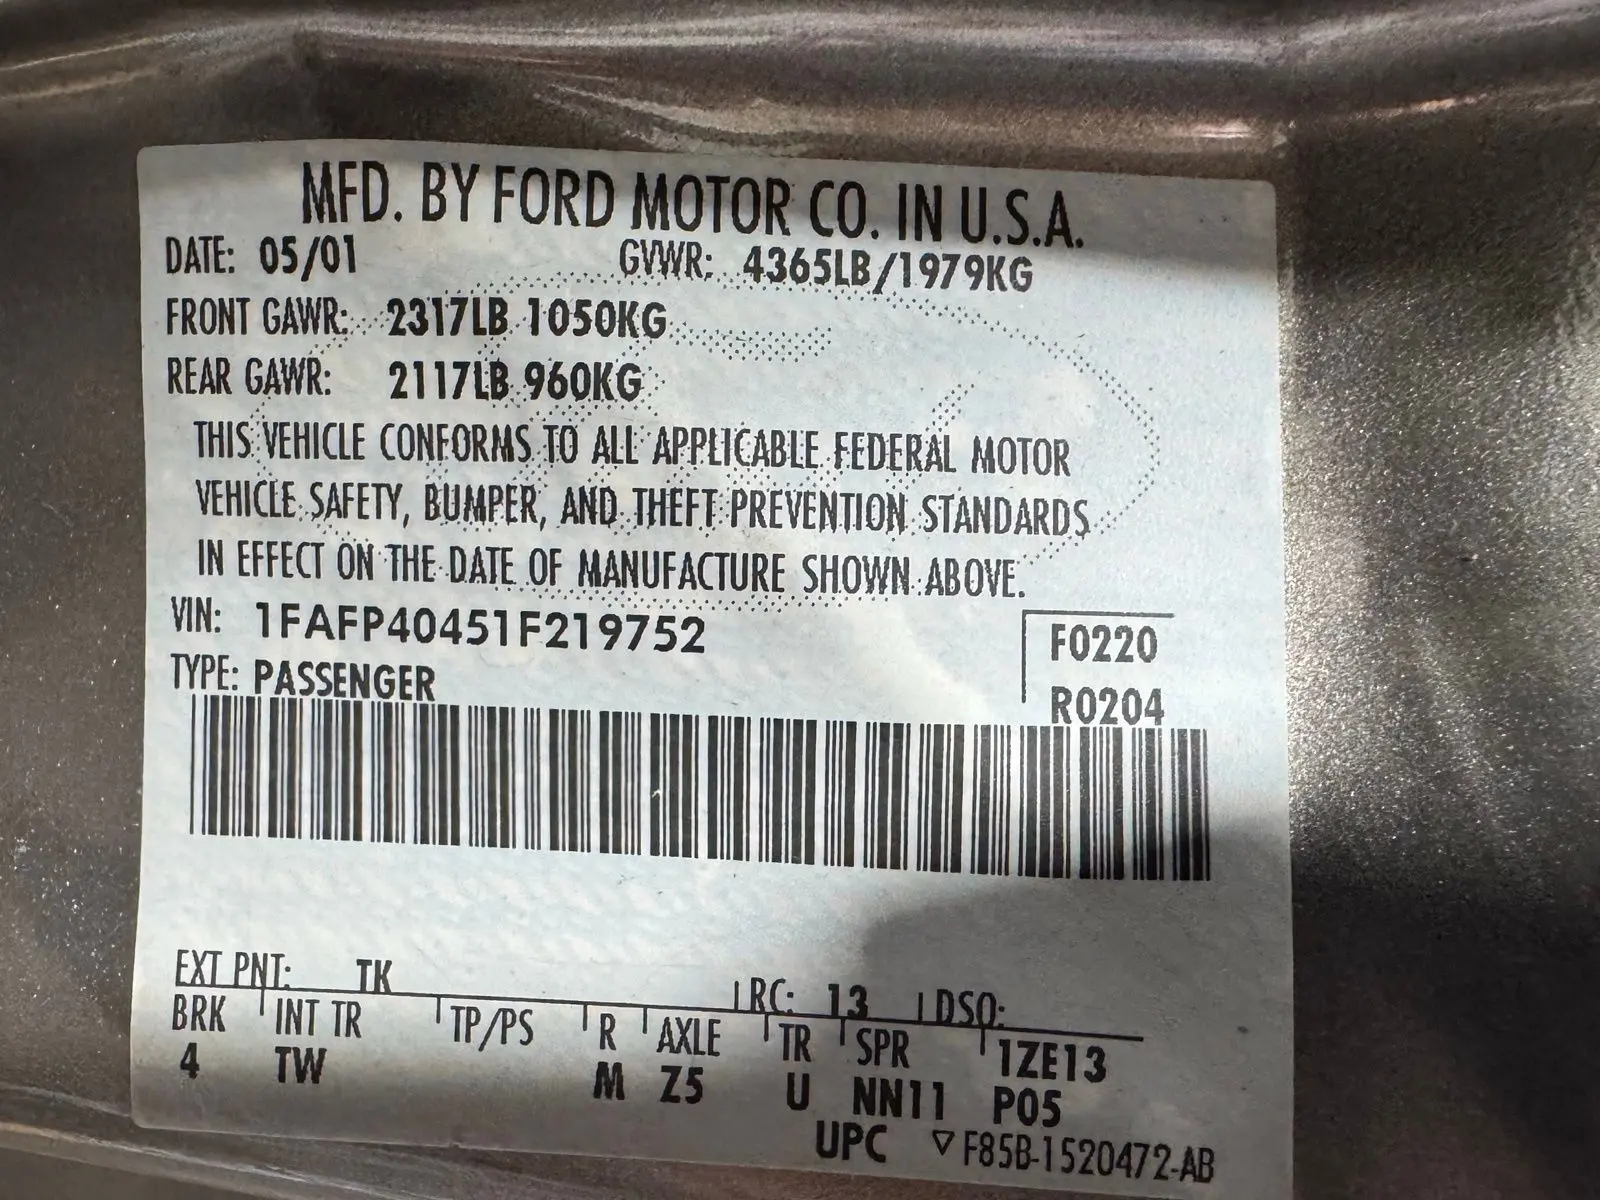 MFD. BY FORD MOTOR CO. IN U.S.A.
DATE: 05/01 GVWR: 4365LB/1979KG
FRONT GAWR: 2317LB 1050KG
REAR GAWR: 2117LB 960KG
THIS VEHICLE CONFORMS TO ALL APPLICABLE FEDERAL MOTOR
VEHICLE SAFETY, BUMPER, AND THEFT PREVENTION STANDARDS
IN EFFECT ON THE DATE OF MANUFACTURE SHOWN ABOVE.
VIN: 1FAFP40451F219752 F0220
TYPE: PASSENGER R0204
EXT PNT: TK RC: 13 DSO:
BRK INT TR TP/PS R AXLE TR SPR 1ZE13
4 TW M Z5 U NN11 P05
UPC ▽F85B-1520472-AB